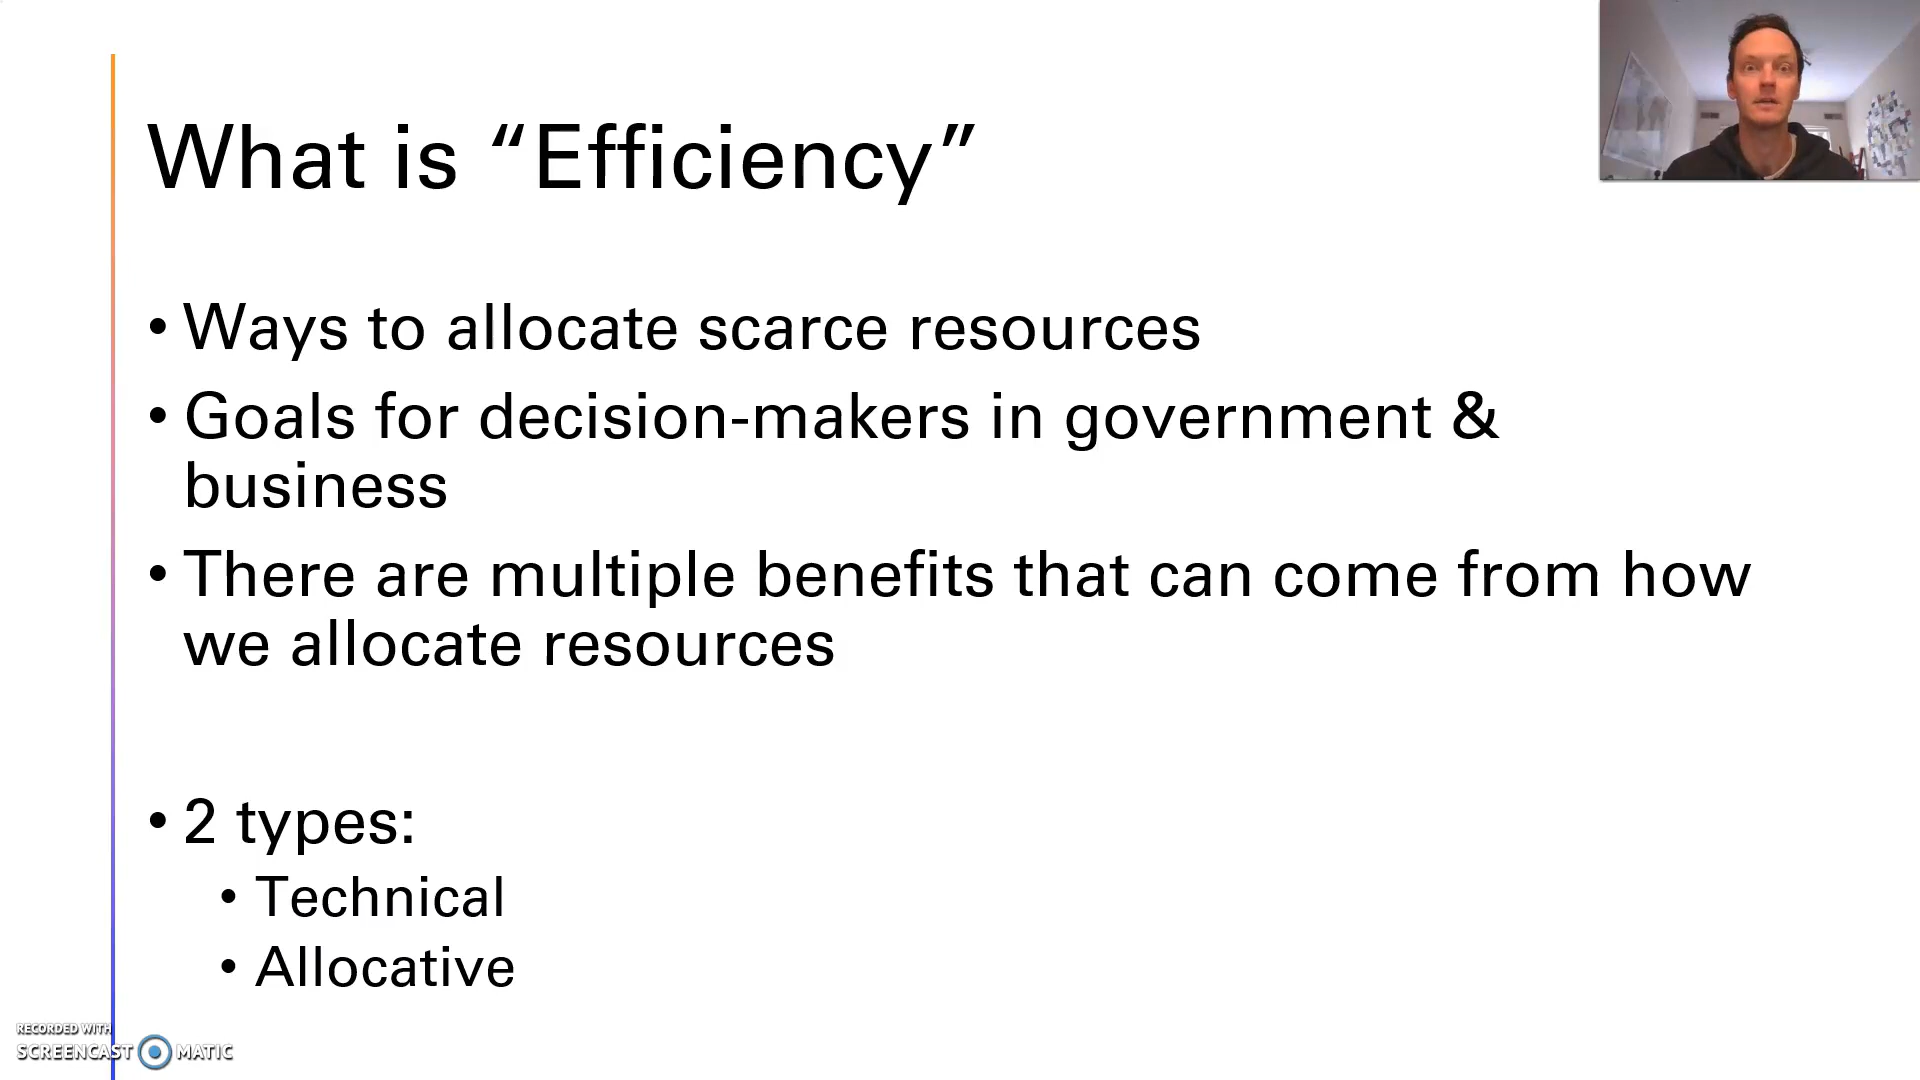 What is “Efficiency”
• Ways to allocate scarce resources
• Goals for decision-makers in government &
business
• There are multiple benefits that can come from how
we allocate resources
• 2 types:
• Technical
• Allocative
RECORDED WITH
SCREENCAST MATIC